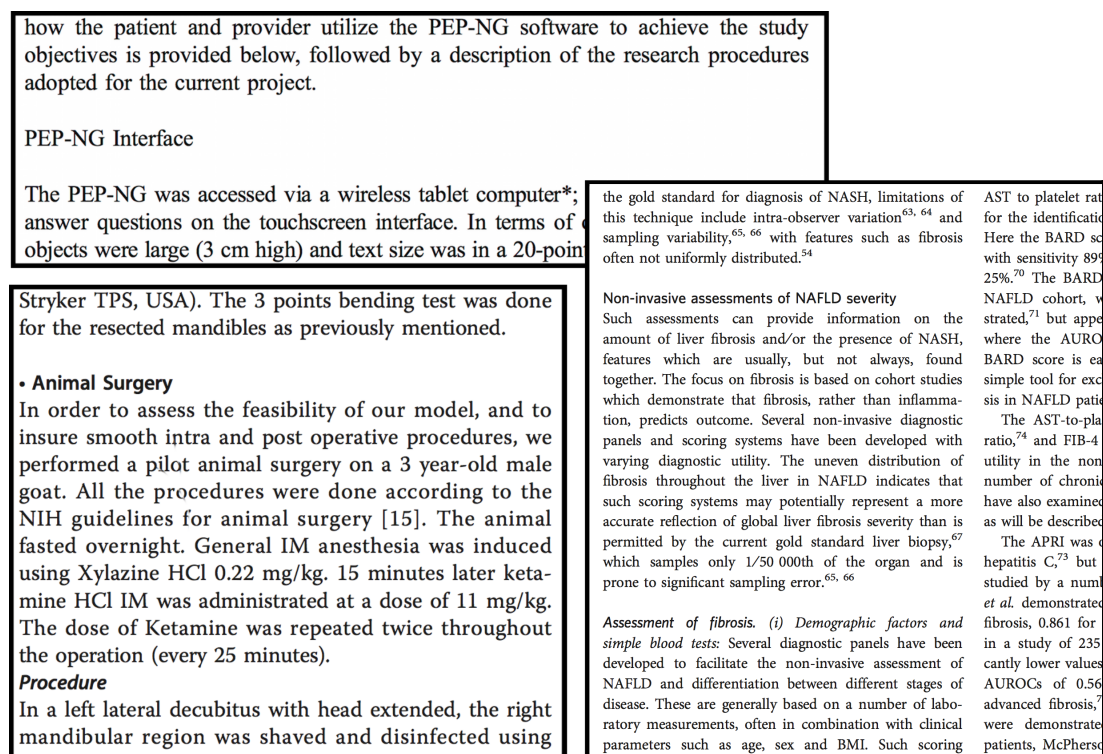 how the patient and provider utilize the PEP-NG software to achieve the study
objectives is provided below, followed by a description of the research procedures
adopted for the current project.
PEP-NG Interface
The PEP-NG was accessed via a wireless tablet computer*;
answer questions on the touchscreen interface. In terms of
objects were large (3 cm high) and text size was in a 20-poin
Stryker TPS, USA). The 3 points bending test was done
for the resected mandibles as previously mentioned.
• Animal Surgery
In order to assess the feasibility of our model, and to
insure smooth intra and post operative procedures, we
performed a pilot animal surgery on a 3 year-old male
goat. All the procedures were done according to the
NIH guidelines for animal surgery [15]. The animal
fasted overnight. General IM anesthesia was induced
using Xylazine HCl 0.22 mg/kg. 15 minutes later keta-
mine HCl IM was administrated at a dose of 11 mg/kg.
The dose of Ketamine was repeated twice throughout
the operation (every 25 minutes).
Procedure
In a left lateral decubitus with head extended, the right
mandibular region was shaved and disinfected using
the gold standard for diagnosis of NASH, limitations of
this technique include intra-observer variation63, 64 and
sampling variability,65, 66 with features such as fibrosis
often not uniformly distributed.54
Non-invasive assessments of NAFLD severity
Such assessments can provide information on the
amount of liver fibrosis and/or the presence of NASH,
features which are usually, but not always, found
together. The focus on fibrosis is based on cohort studies
which demonstrate that fibrosis, rather than inflamma-
tion, predicts outcome. Several non-invasive diagnostic
panels and scoring systems have been developed with
varying diagnostic utility. The uneven distribution of
fibrosis throughout the liver in NAFLD indicates that
such scoring systems may potentially represent a more
accurate reflection of global liver fibrosis severity than is
permitted by the current gold standard liver biopsy,67
which samples only 1/50 000th of the organ and is
prone to significant sampling error.65, 66
Assessment of fibrosis. (i) Demographic factors and
simple blood tests: Several diagnostic panels have been
developed to facilitate the non-invasive assessment of
NAFLD and differentiation between different stages of
disease. These are generally based on a number of labo-
ratory measurements, often in combination with clinical
parameters such as age, sex and BMI. Such scoring
AST to platelet rat
for the identificatio
Here the BARD sc
with sensitivity 89%
25%.70 The BARD
NAFLD cohort, w
strated,71 but appe
where the AURO
BARD score is ea
simple tool for exc
sis in NAFLD patie
The AST-to-pla
ratio,74 and FIB-4
utility in the non
number of chronic
have also examined
as will be described
The APRI was
hepatitis C,73 but
studied by a numb
et al. demonstrated
fibrosis, 0.861 for
in a study of 235
cantly lower values
AUROCs of 0.56
advanced fibrosis,7
were demonstrated
patients, McPherso